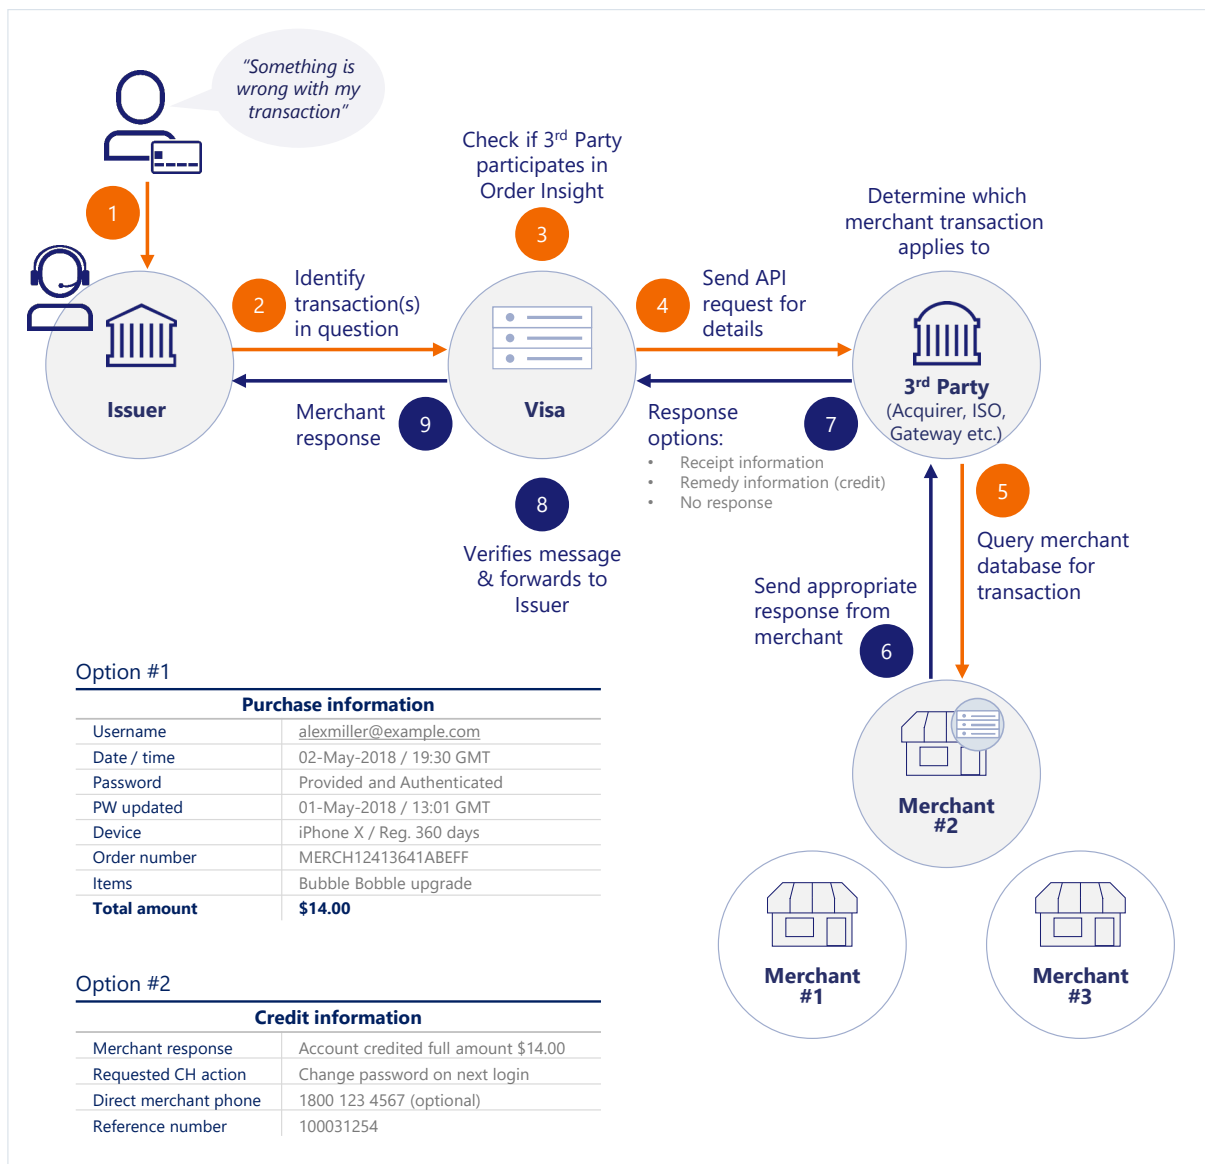 “Something is
wrong with my
transaction”
1
Check if 3rd Party
participates in
Order Insight
3
Determine which
merchant transaction
applies to
2
Identify
transaction(s)
in question
4
Send API
request for
details
Issuer
Visa
3rd Party
(Acquirer, ISO,
Gateway etc.)
Merchant
response
9
Response
options:
• Receipt information
• Remedy information (credit)
• No response
7
8
Verifies message
& forwards to
Issuer
5
Query merchant
database for
transaction
Send appropriate
response from
merchant
6
Merchant
#2
Merchant
#1
Merchant
#3
Option #1
Purchase information
Username alexmiller@example.com
Date / time 02-May-2018 / 19:30 GMT
Password Provided and Authenticated
PW updated 01-May-2018 / 13:01 GMT
Device iPhone X / Reg. 360 days
Order number MERCH12413641ABEFF
Items Bubble Bobble upgrade
Total amount $14.00
Option #2
Credit information
Merchant response Account credited full amount $14.00
Requested CH action Change password on next login
Direct merchant phone 1800 123 4567 (optional)
Reference number 100031254